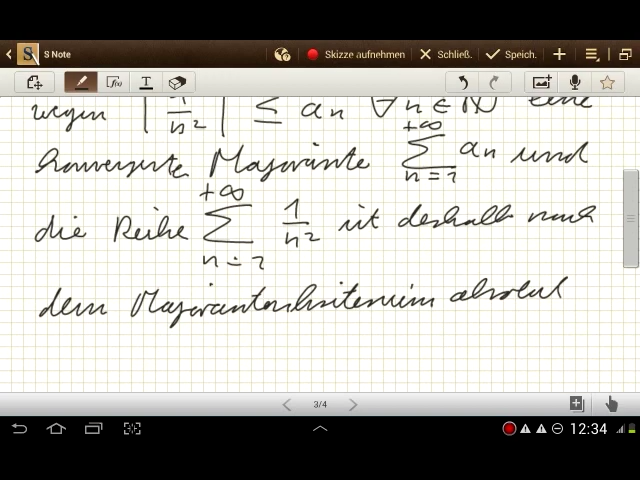 S Note
Skizze aufnehmen
Schließ.
Speich.
wegen | 1/n² | ≤ an ∀n ∈ ℕ eine
konvergente Majorante +∞ ∑ n=1 an und
die Reihe +∞ ∑ n=1 1/n² ist deshalb nach
dem Majorantenkriterium absolut
3/4
12:34